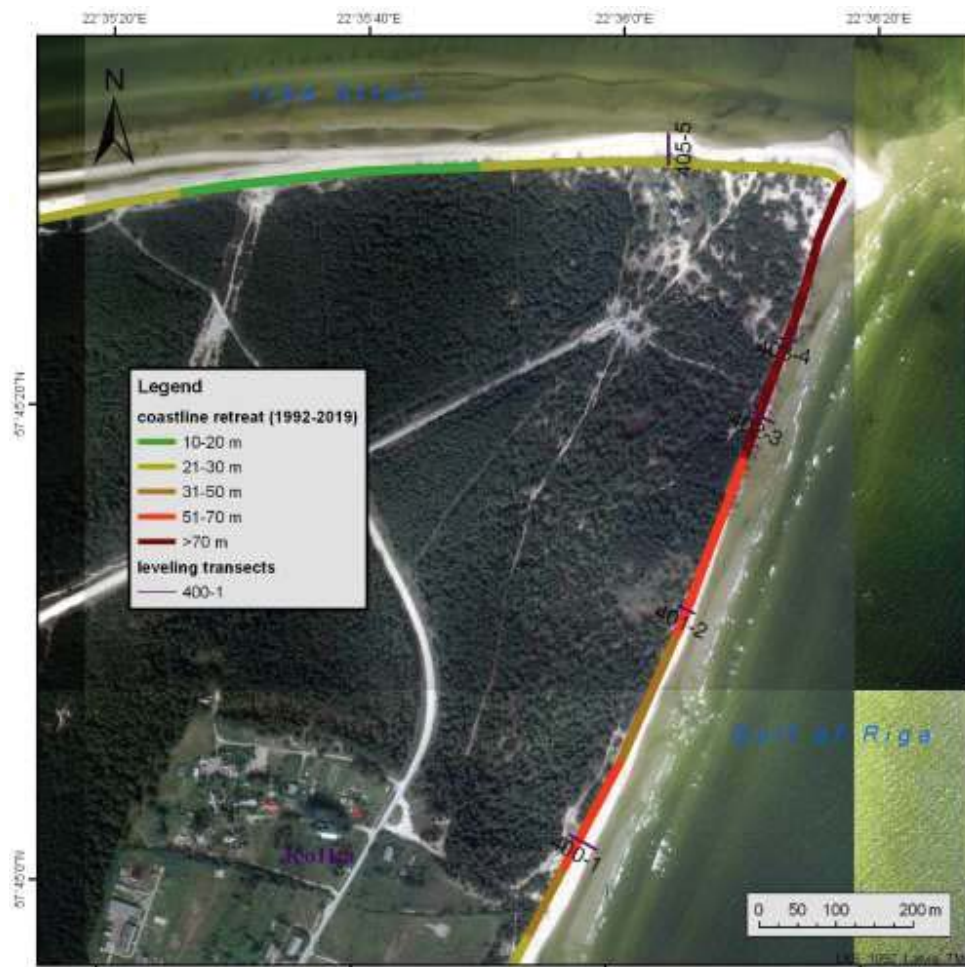 22°35'20"E
22°35'40"E
22°36'0"E
22°36'20"E
N
405-5
57°45'20"N
Legend
coastline retreat (1992-2019)
10-20 m
21-30 m
31-50 m
51-70 m
>70 m
leveling transects
400-1
401-2
Gulf of Riga
400-1
57°45'0"N
0 50 100 200 m